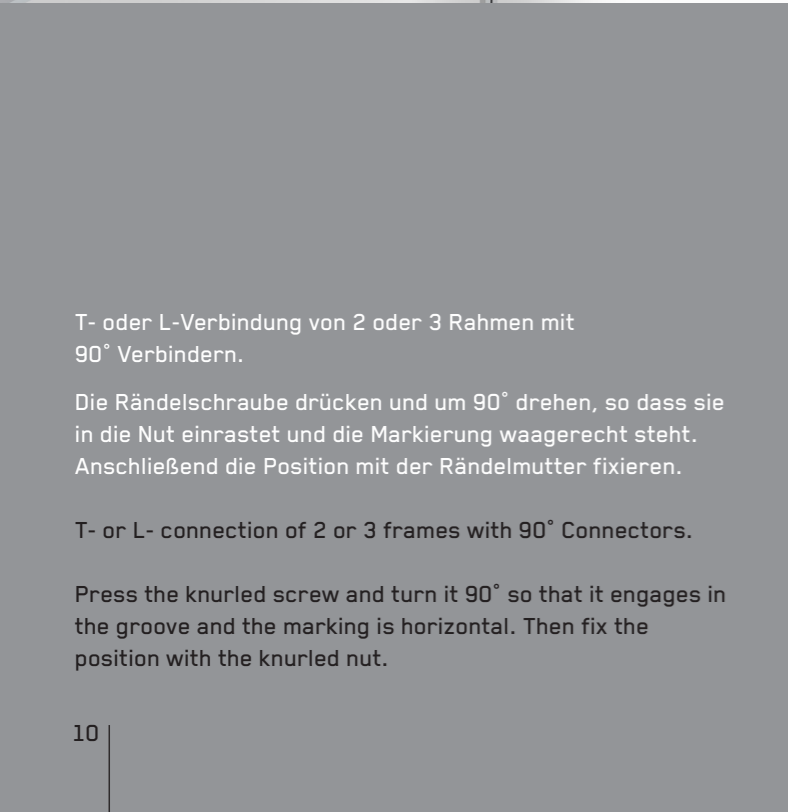 T- oder L-Verbindung von 2 oder 3 Rahmen mit
90° Verbindern.
Die Rändelschraube drücken und um 90° drehen, so dass sie
in die Nut einrastet und die Markierung waagerecht steht.
Anschließend die Position mit der Rändelmutter fixieren.
T- or L- connection of 2 or 3 frames with 90° Connectors.
Press the knurled screw and turn it 90° so that it engages in
the groove and the marking is horizontal. Then fix the
position with the knurled nut.
10